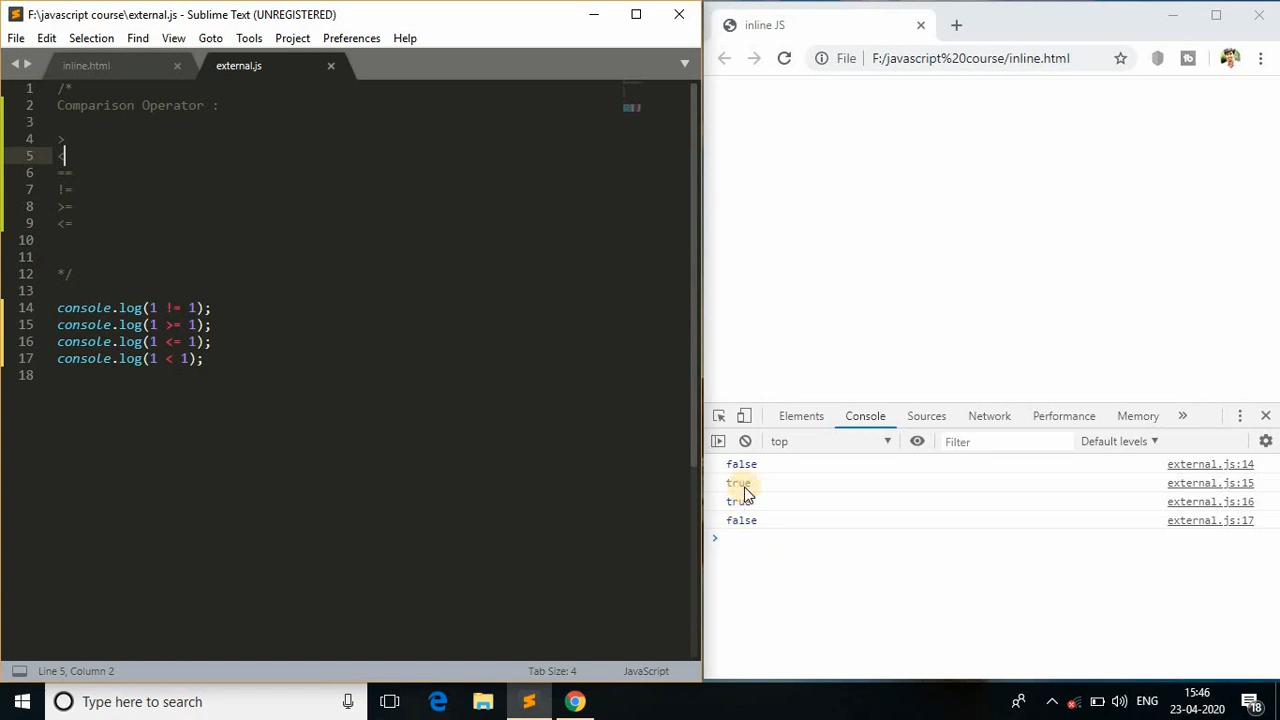 F:\javascript course\external.js - Sublime Text (UNREGISTERED)
File Edit Selection Find View Goto Tools Project Preferences Help
inline.html external.js
1 /*
2 Comparison Operator :
3
4 >
5 <
6 ==
7 !=
8 >=
9 <=
10
11
12 */
13
14 console.log(1 != 1);
15 console.log(1 >= 1);
16 console.log(1 <= 1);
17 console.log(1 < 1);
18
Line 5, Column 2 Tab Size: 4 JavaScript
inline JS
File F:/javascript%20course/inline.html
Elements Console Sources Network Performance Memory
top Filter Default levels
false external.js:14
true external.js:15
true external.js:16
false external.js:17
Type here to search
ENG
15:46
23-04-2020
18